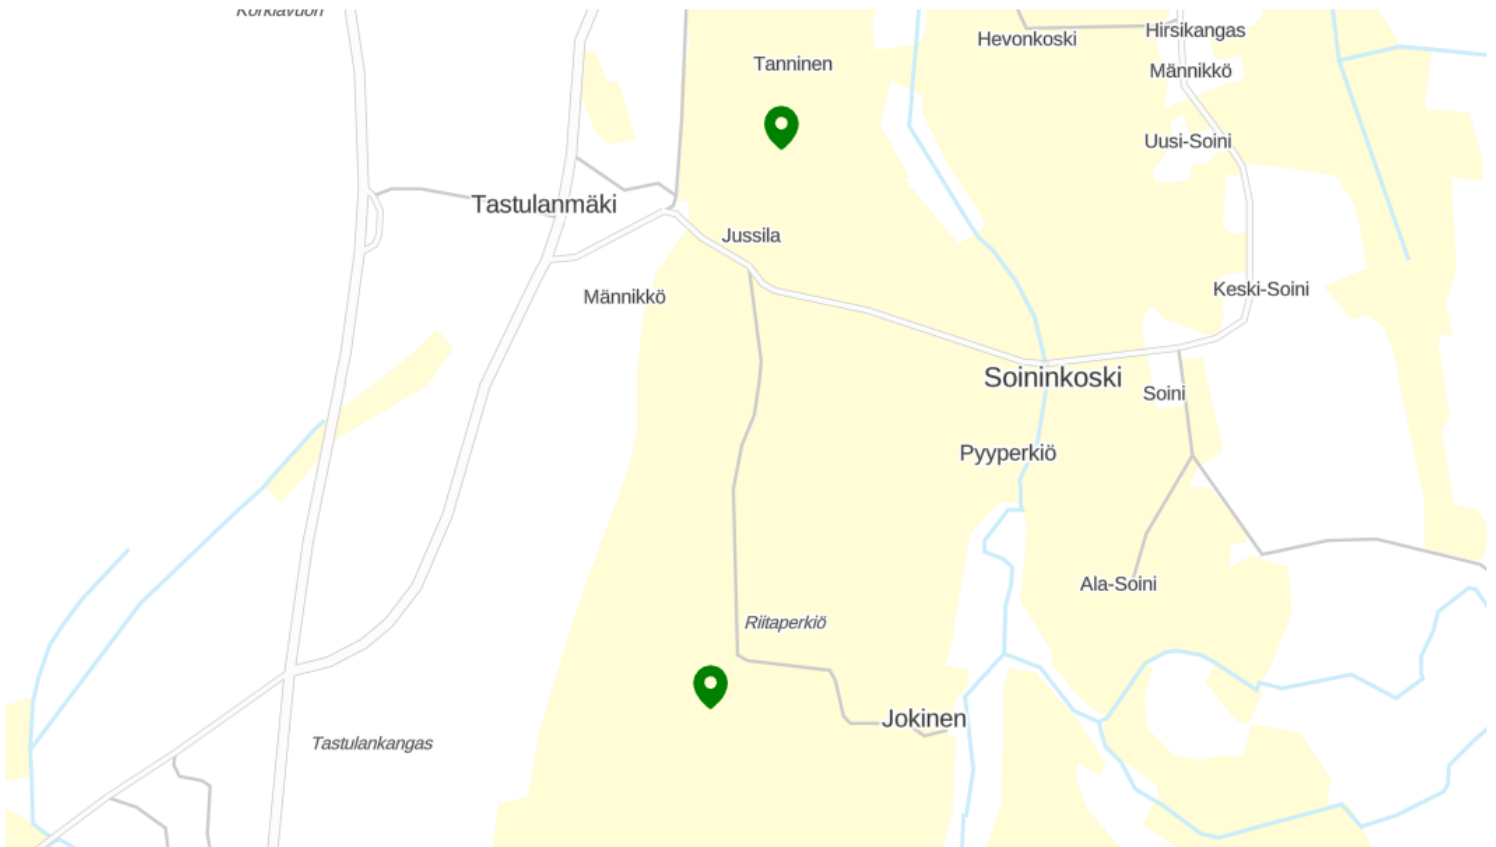 Hirsikangas
Hevonkoski
Tanninen
Männikkö
Uusi-Soini
Tastulanmäki
Jussila
Männikkö
Keski-Soini
Soininkoski
Soini
Pyyperkiö
Ala-Soini
Riitaperkiö
Jokinen
Tastulankangas